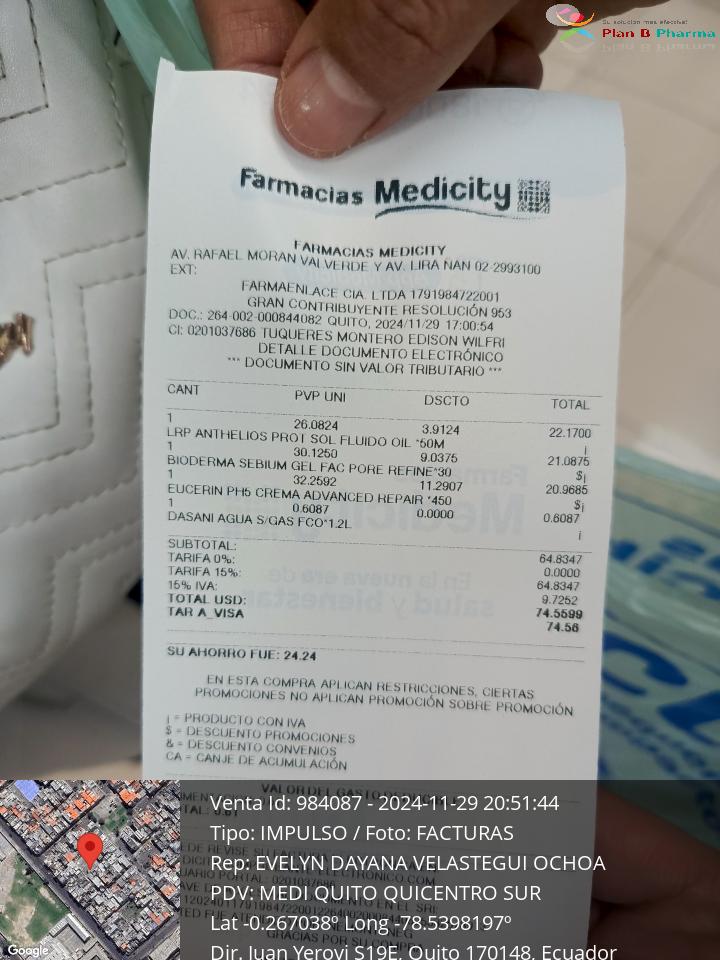 Su solución más efectiva!
Plan B Pharma
Farmacias Medicity
FARMACIAS MEDICITY
AV. RAFAEL MORAN VALVERDE Y AV. LIRA NAN 02-2993100
EXT:
FARMAENLACE CIA. LTDA 1791984722001
GRAN CONTRIBUYENTE RESOLUCIÓN 953
DOC.: 264-002-000844082 QUITO, 2024/11/29 17:00:54
CI: 0201037686 TUQUERES MONTERO EDISON WILFRI
DETALLE DOCUMENTO ELECTRÓNICO
*** DOCUMENTO SIN VALOR TRIBUTARIO ***
CANT PVP UNI DSCTO TOTAL
1 26.0824 3.9124 22.1700
LRP ANTHELIOS PROT SOL FLUIDO OIL *50M ¡
1 30.1250 9.0375 21.0875
BIODERMA SEBIUM GEL FAC PORE REFINE*30 $¡
1 32.2592 11.2907 20.9685
EUCERIN PH5 CREMA ADVANCED REPAIR *450 $¡
1 0.6087 0.0000 0.6087
DASANI AGUA S/GAS FCO*1.2L ¡
SUBTOTAL: 64.8347
TARIFA 0%: 0.0000
TARIFA 15%: 64.8347
15% IVA: 9.7252
TOTAL USD: 74.5599
TAR A_VISA 74.56
SU AHORRO FUE: 24.24
EN ESTA COMPRA APLICAN RESTRICCIONES, CIERTAS
PROMOCIONES NO APLICAN PROMOCIÓN SOBRE PROMOCIÓN
¡ = PRODUCTO CON IVA
$ = DESCUENTO PROMOCIONES
& = DESCUENTO CONVENIOS
CA = CANJE DE ACUMULACIÓN
VALOR DEL GASTO
Venta Id: 984087 - 2024-11-29 20:51:44
Tipo: IMPULSO / Foto: FACTURAS
Rep: EVELYN DAYANA VELASTEGUI OCHOA
PDV: MEDI QUITO QUICENTRO SUR
Lat -0.267038º Long -78.5398197º
Dir. Juan Yerovi S19E, Quito 170148, Ecuador
Google